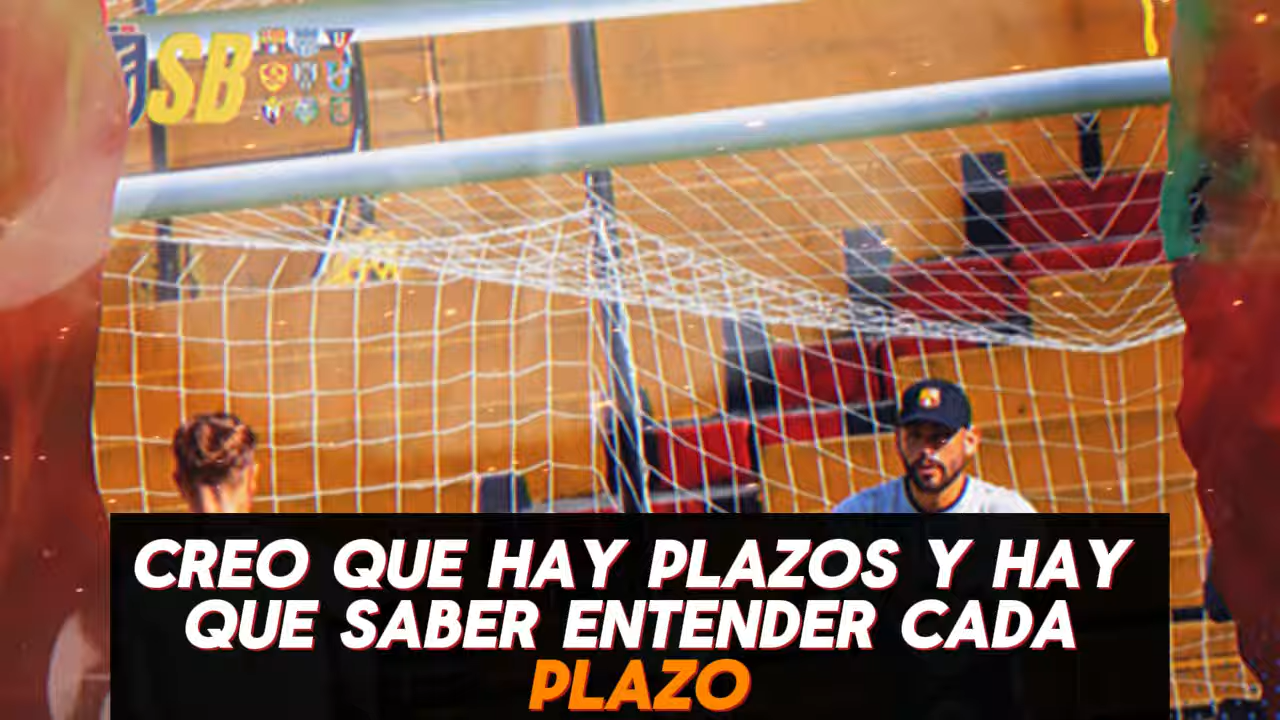 SB
CREO QUE HAY PLAZOS Y HAY
QUE SABER ENTENDER CADA
PLAZO